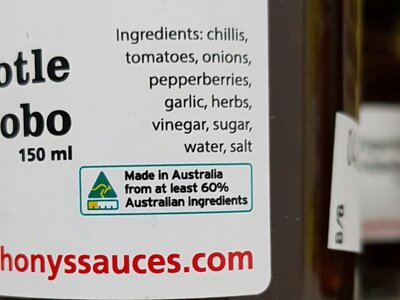 Ingredients: chillis,
tomatoes, onions,
pepperberries,
garlic, herbs,
vinegar, sugar,
water, salt
otle
obo
150 ml
Made in Australia
from at least 60%
Australian ingredients
honyssauces.com